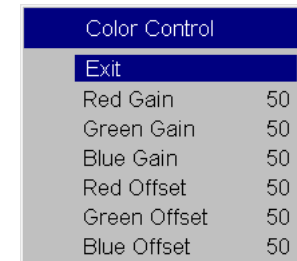 Color Control
Exit
Red Gain 50
Green Gain 50
Blue Gain 50
Red Offset 50
Green Offset 50
Blue Offset 50